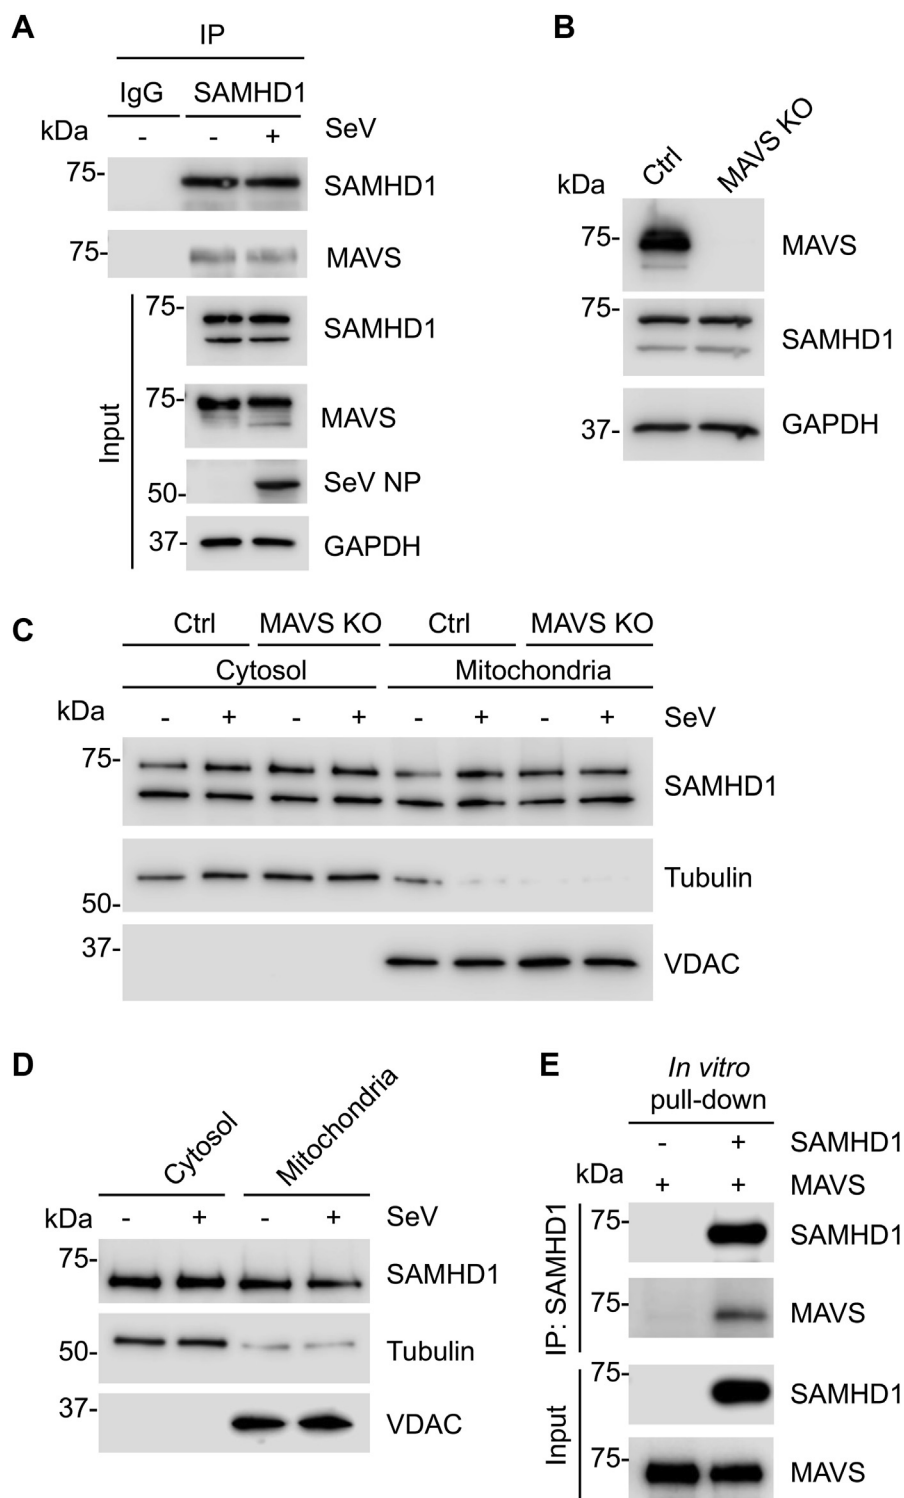 A
IP
IgG SAMHD1
kDa - - + SeV
75- SAMHD1
75- MAVS
Input
75- SAMHD1
75- MAVS
50- SeV NP
37- GAPDH
B
kDa Ctrl MAVS KO
75- MAVS
75- SAMHD1
37- GAPDH
C
Ctrl MAVS KO Ctrl MAVS KO
Cytosol Mitochondria
kDa - + - + - + - + SeV
75- SAMHD1
50- Tubulin
37- VDAC
D
Cytosol Mitochondria
kDa - + - + SeV
75- SAMHD1
50- Tubulin
37- VDAC
E
In vitro
pull-down
- + SAMHD1
kDa + + MAVS
IP: SAMHD1
75- SAMHD1
75- MAVS
Input
75- SAMHD1
75- MAVS